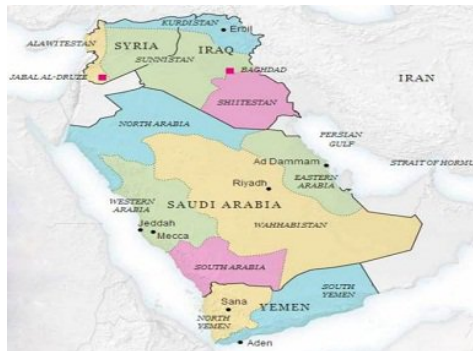 KURDISTAN
Erbil
ALAWITESTAN
SYRIA
IRAQ
SUNNISTAN
JABAL AL-DRUZE
BAGHDAD
IRAN
SHIITESTAN
NORTH ARABIA
PERSIAN
GULF
Ad Dammam
STRAIT OF HORMU
Riyadh
EASTERN
ARABIA
WESTERN
ARABIA
SAUDI ARABIA
Jeddah
Mecca
WAHHABISTAN
SOUTH ARABIA
SOUTH
YEMEN
Sana
YEMEN
NORTH
YEMEN
Aden